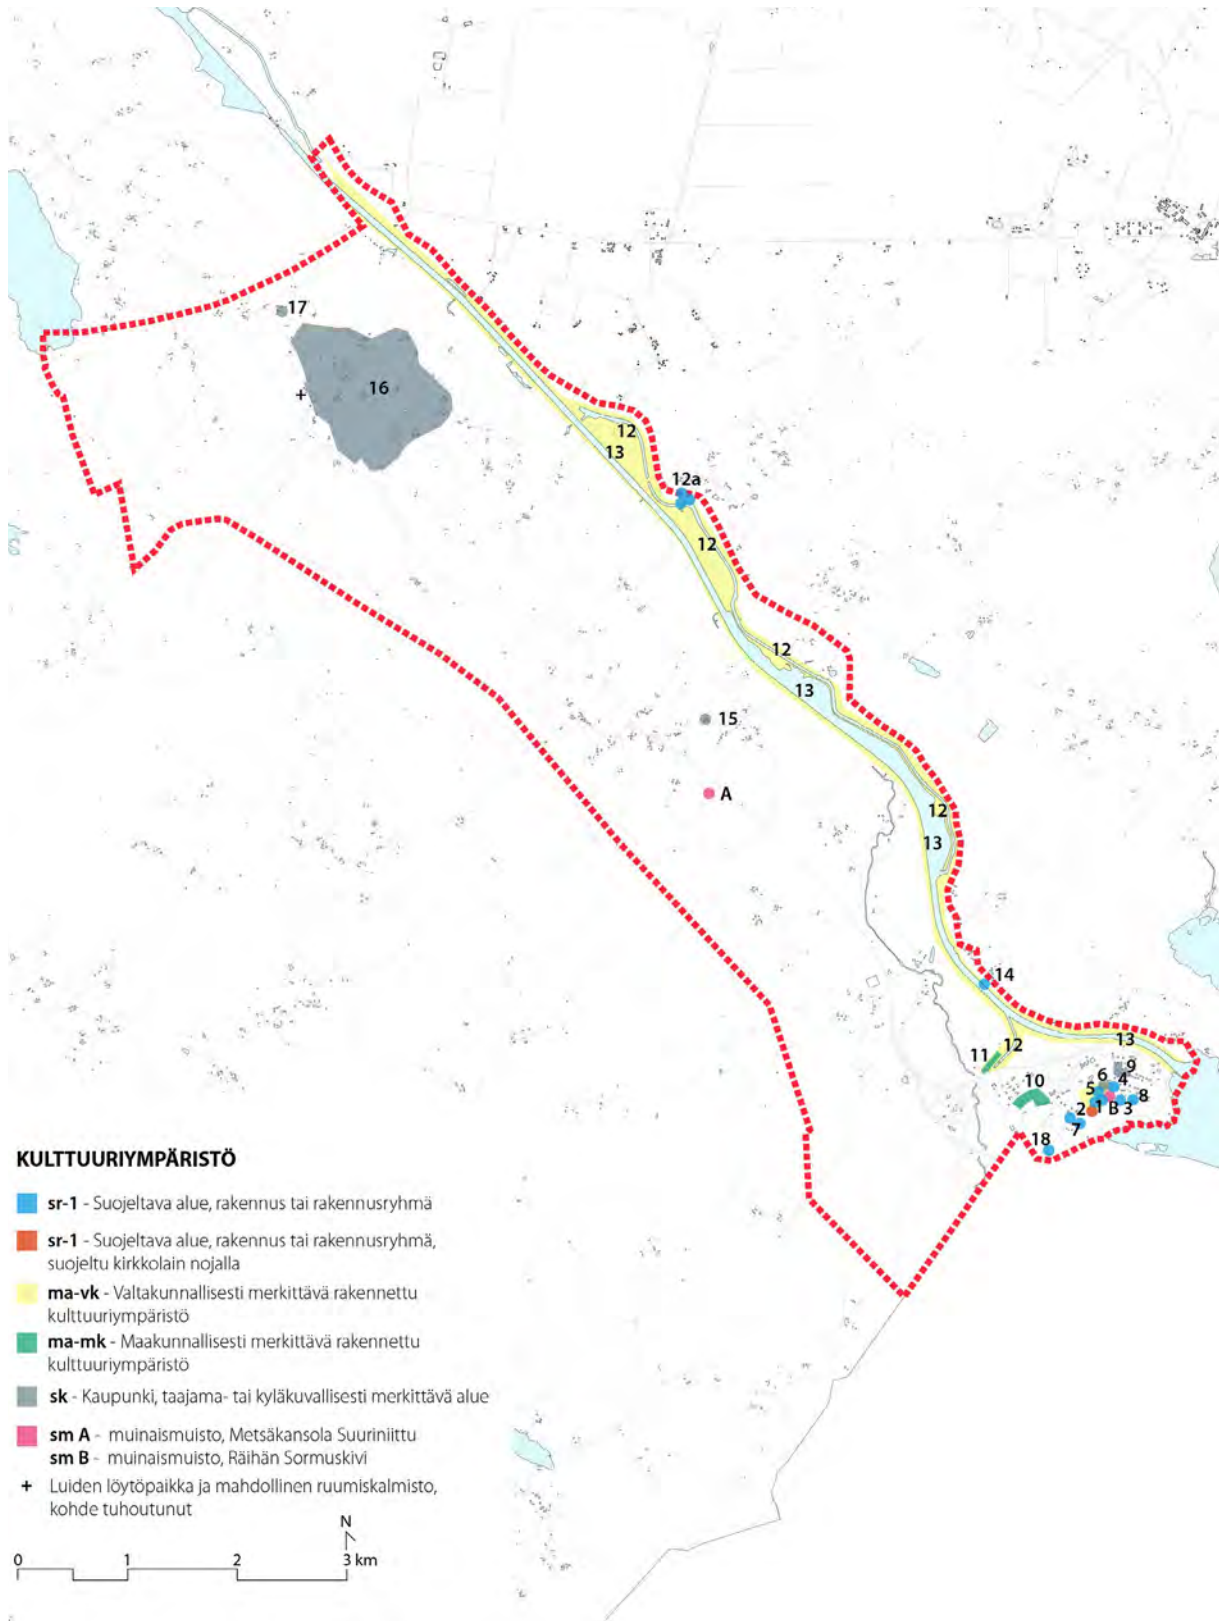 17
16
12
13
12a
12
12
13
15
A
12
13
14
13
12
11
9
6
4
10
5
8
2
1
B
3
7
18
KULTTUURIYMPÄRISTÖ
sr-1 - Suojeltava alue, rakennus tai rakennusryhmä
sr-1 - Suojeltava alue, rakennus tai rakennusryhmä,
suojeltu kirkkolain nojalla
ma-vk - Valtakunnallisesti merkittävä rakennettu
kulttuuriympäristö
ma-mk - Maakunnallisesti merkittävä rakennettu
kulttuuriympäristö
sk - Kaupunki, taajama- tai kyläkuvallisesti merkittävä alue
sm A - muinaismuisto, Metsäkansola Suuriniittu
sm B - muinaismuisto, Räihän Sormuskivi
+ Luiden löytöpaikka ja mahdollinen ruumiskalmisto,
kohde tuhoutunut
N
0 1 2 3 km